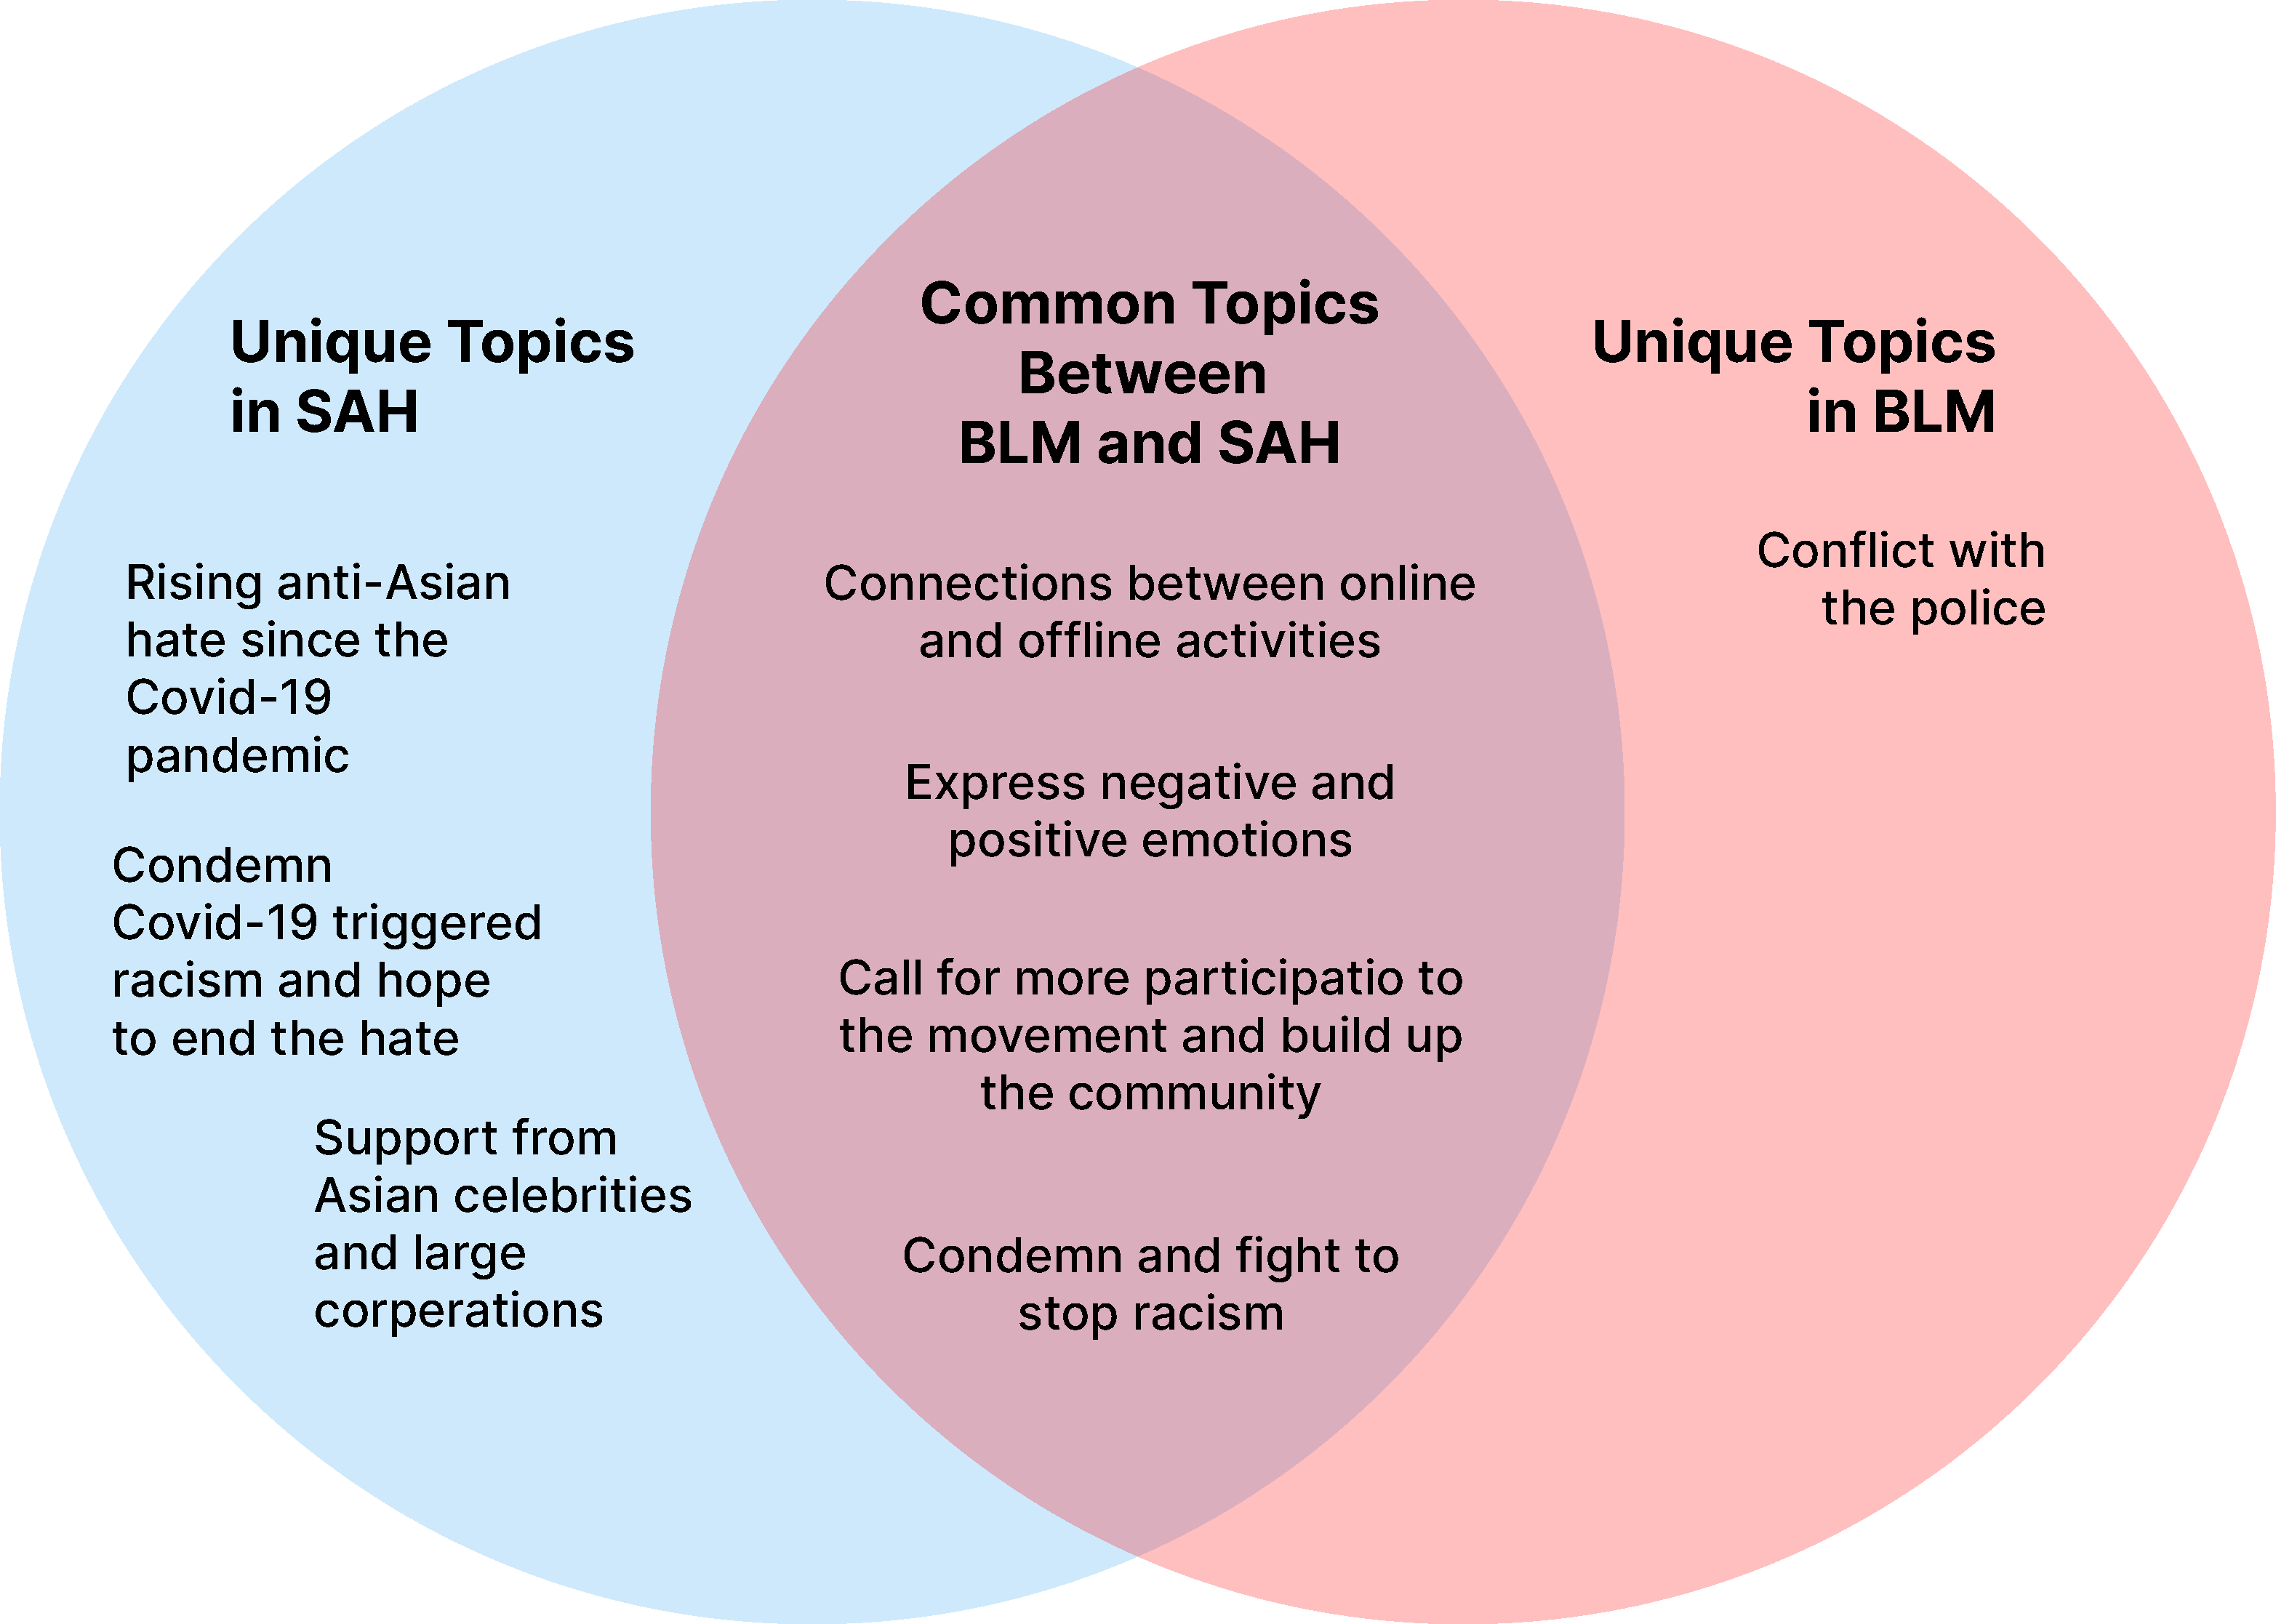 Unique Topics
in SAH
Rising anti-Asian
hate since the
Covid-19
pandemic
Condemn
Covid-19 triggered
racism and hope
to end the hate
Support from
Asian celebrities
and large
corperations
Common Topics
Between
BLM and SAH
Connections between online
and offline activities
Express negative and
positive emotions
Call for more participatio to
the movement and build up
the community
Condemn and fight to
stop racism
Unique Topics
in BLM
Conflict with
the police